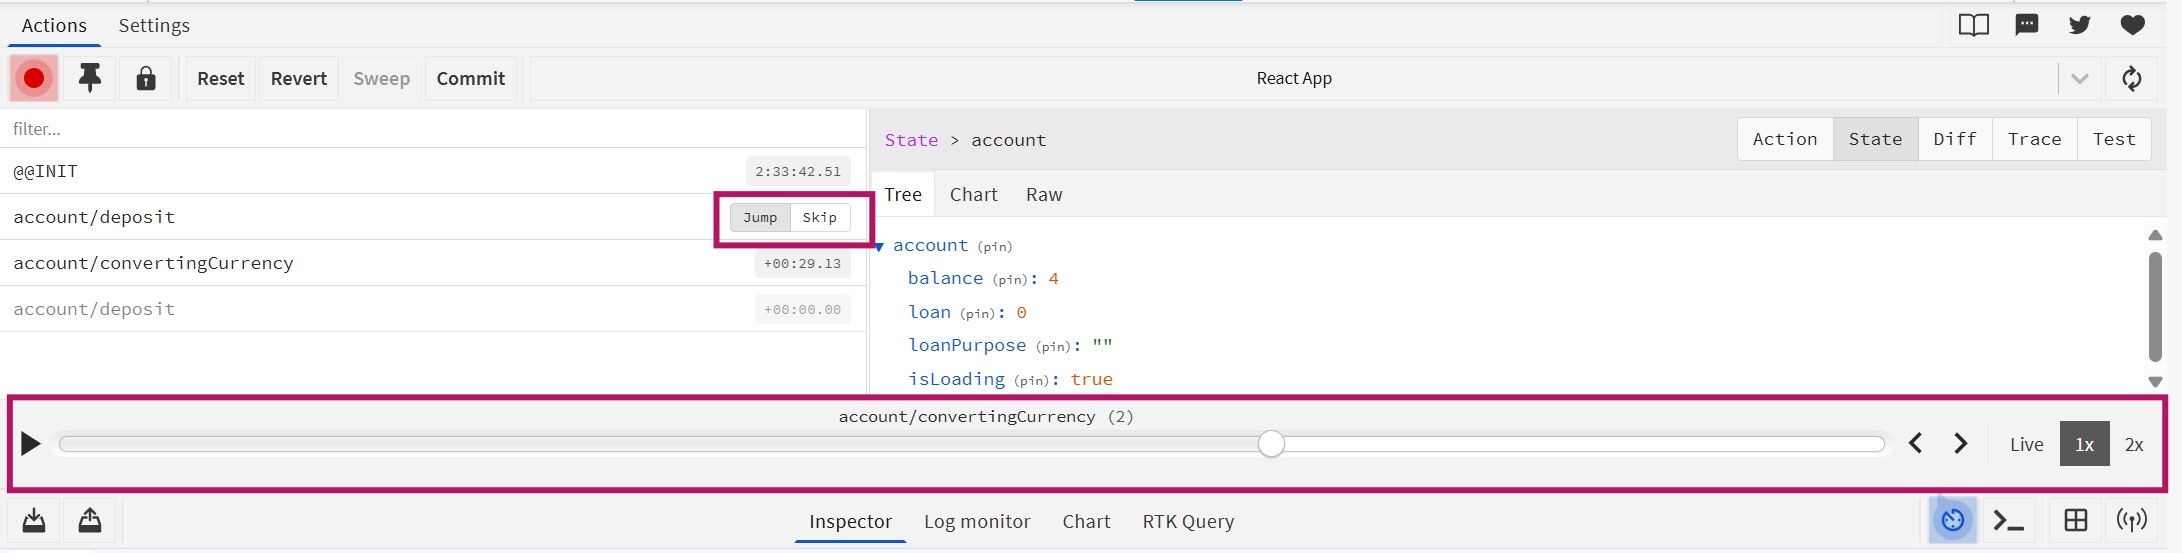 Actions Settings
Reset Revert Sweep Commit React App
filter...
@@INIT 2:33:42.51
account/deposit Jump Skip
account/convertingCurrency +00:29.13
account/deposit +00:00.00
State > account Action State Diff Trace Test
Tree Chart Raw
account (pin)
balance (pin): 4
loan (pin): 0
loanPurpose (pin): ""
isLoading (pin): true
account/convertingCurrency (2)
Live 1x 2x
Inspector Log monitor Chart RTK Query